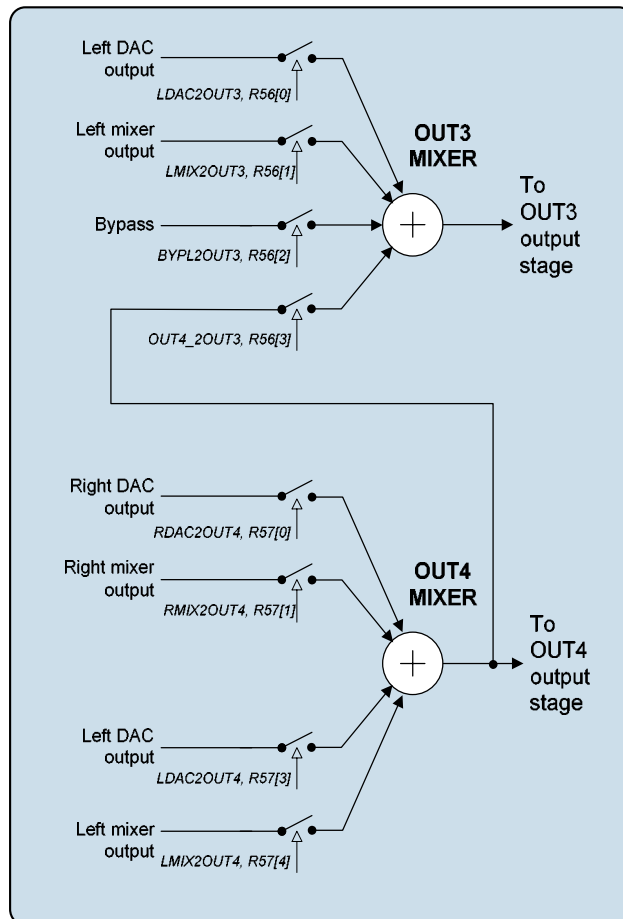 Left DAC
output
LDAC2OUT3, R56[0]
Left mixer
output
LMIX2OUT3, R56[1]
OUT3
MIXER
Bypass
BYPL2OUT3, R56[2]
To
OUT3
output
stage
OUT4_2OUT3, R56[3]
Right DAC
output
RDAC2OUT4, R57[0]
Right mixer
output
RMIX2OUT4, R57[1]
OUT4
MIXER
To
OUT4
output
stage
Left DAC
output
LDAC2OUT4, R57[3]
Left mixer
output
LMIX2OUT4, R57[4]